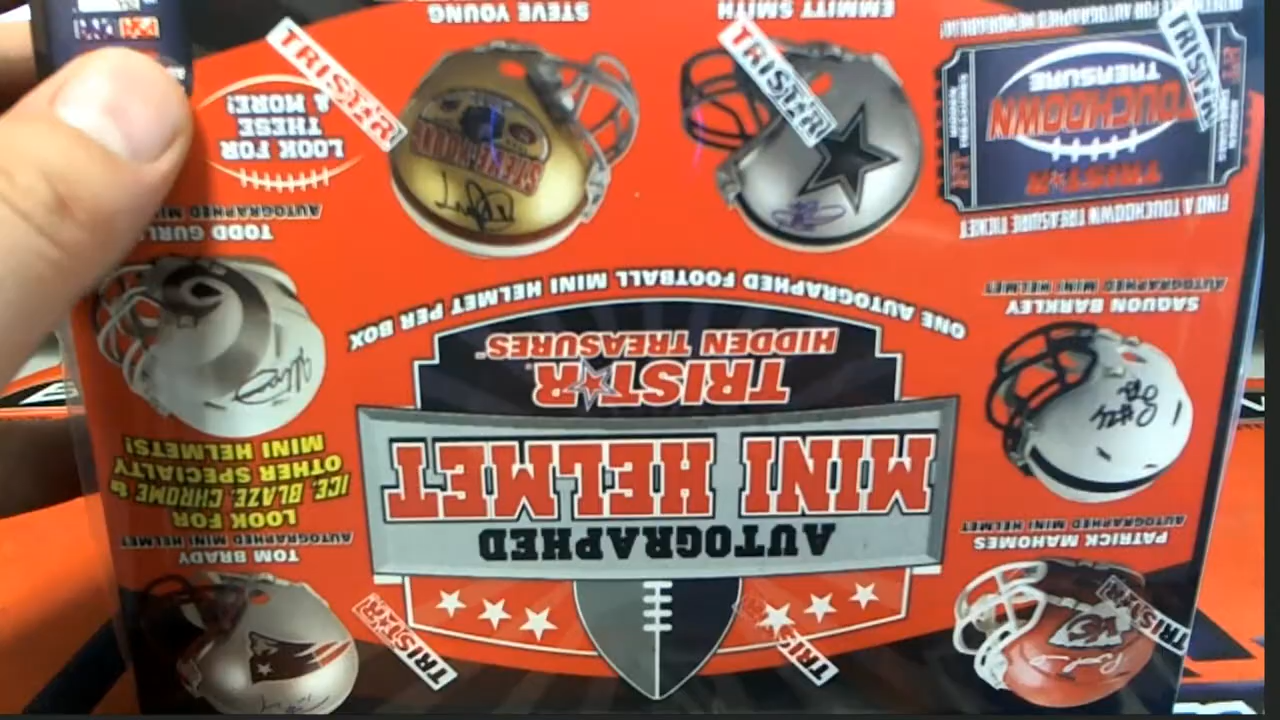 AUTOGRAPHED
MINI HELMET
TRISTAR
HIDDEN TREASURES™
ONE AUTOGRAPHED FOOTBALL MINI HELMET PER BOX
PATRICK MAHOMES
AUTOGRAPHED MINI HELMET
TOM BRADY
AUTOGRAPHED MINI HELMET
LOOK FOR
ICE, BLAZE, CHROME &
OTHER SPECIALTY
MINI HELMETS!
SAQUON BARKLEY
AUTOGRAPHED MINI HELMET
TODD GURL
AUTOGRAPHED MINI
FIND A TOUCHDOWN TREASURE TICKET
TRISTAR
TOUCHDOWN
TREASURE
EMMITT SMITH
STEVE YOUNG
LOOK FOR
THESE
& MORE!
TRISTAR
TRISTAR
TRISTAR
TRISTAR
TRISTAR
TRISTAR